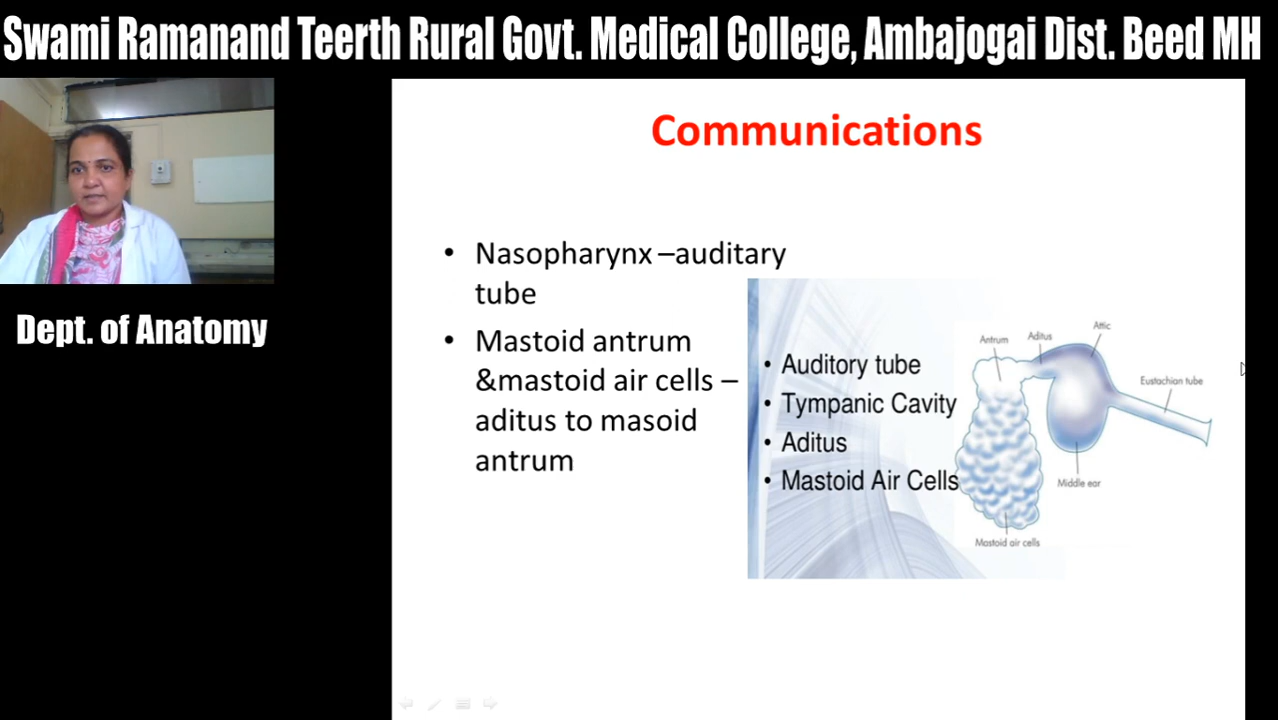 Swami Ramanand Teerth Rural Govt. Medical College, Ambajogai Dist. Beed MH
Dept. of Anatomy
Communications
• Nasopharynx –auditary
tube
• Mastoid antrum
&mastoid air cells –
aditus to masoid
antrum
• Auditory tube
• Tympanic Cavity
• Aditus
• Mastoid Air Cells
Antrum
Aditus
Attic
Eustachian tube
Middle ear
Mastoid air cells